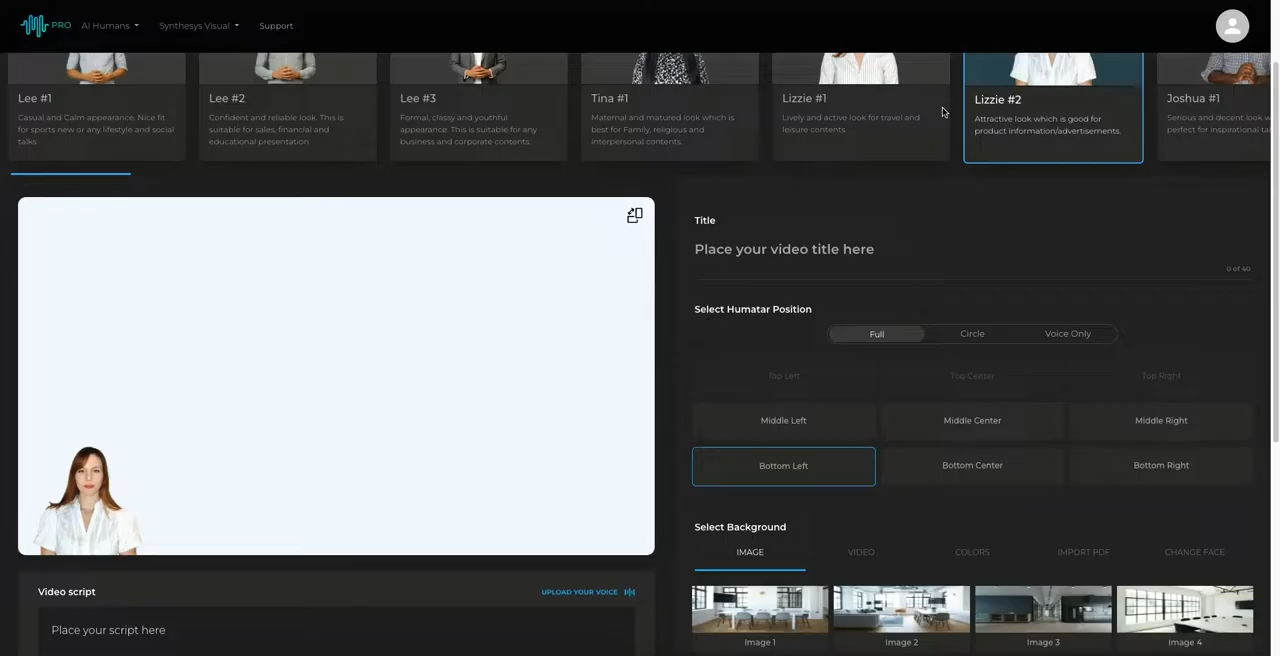 PRO
AI Humans
Synthesys Visual
Support
Lee #1
Casual and Calm appearance. Nice fit
for sports new or any lifestyle and social
talks.
Lee #2
Confident and reliable look. This is
suitable for sales, financial and
educational presentation.
Lee #3
Formal, classy and youthful
appearance. This is suitable for any
business and corporate contents.
Tina #1
Maternal and matured look which is
best for Family, religious and
interpersonal contents.
Lizzie #1
Lively and active look for travel and
leisure contents.
Lizzie #2
Attractive look which is good for
product information/advertisements.
Joshua #1
Serious and decent look w
perfect for inspirational tal
Title
Place your video title here
0 of 40
Select Humatar Position
Full
Circle
Voice Only
Top Left
Top Center
Top Right
Middle Left
Middle Center
Middle Right
Bottom Left
Bottom Center
Bottom Right
Select Background
IMAGE
VIDEO
COLORS
IMPORT PDF
CHANGE FACE
Image 1
Image 2
Image 3
Image 4
Video script
UPLOAD YOUR VOICE
Place your script here